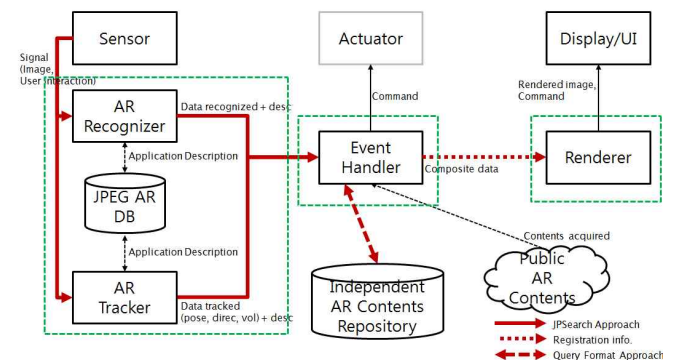 Sensor
Actuator
Display/UI
Signal
(Image,
User interaction)
AR
Recognizer
Data recognized + desc
Application Description
JPEG AR
DB
Application Description
AR
Tracker
Data tracked
(pose, direc, vol) + desc
Command
Event
Handler
Composite data
Rendered image,
Command
Renderer
Contents acquired
Independent
AR Contents
Repository
Public
AR
Contents
JPSearch Approach
Registration info.
Query Format Approach